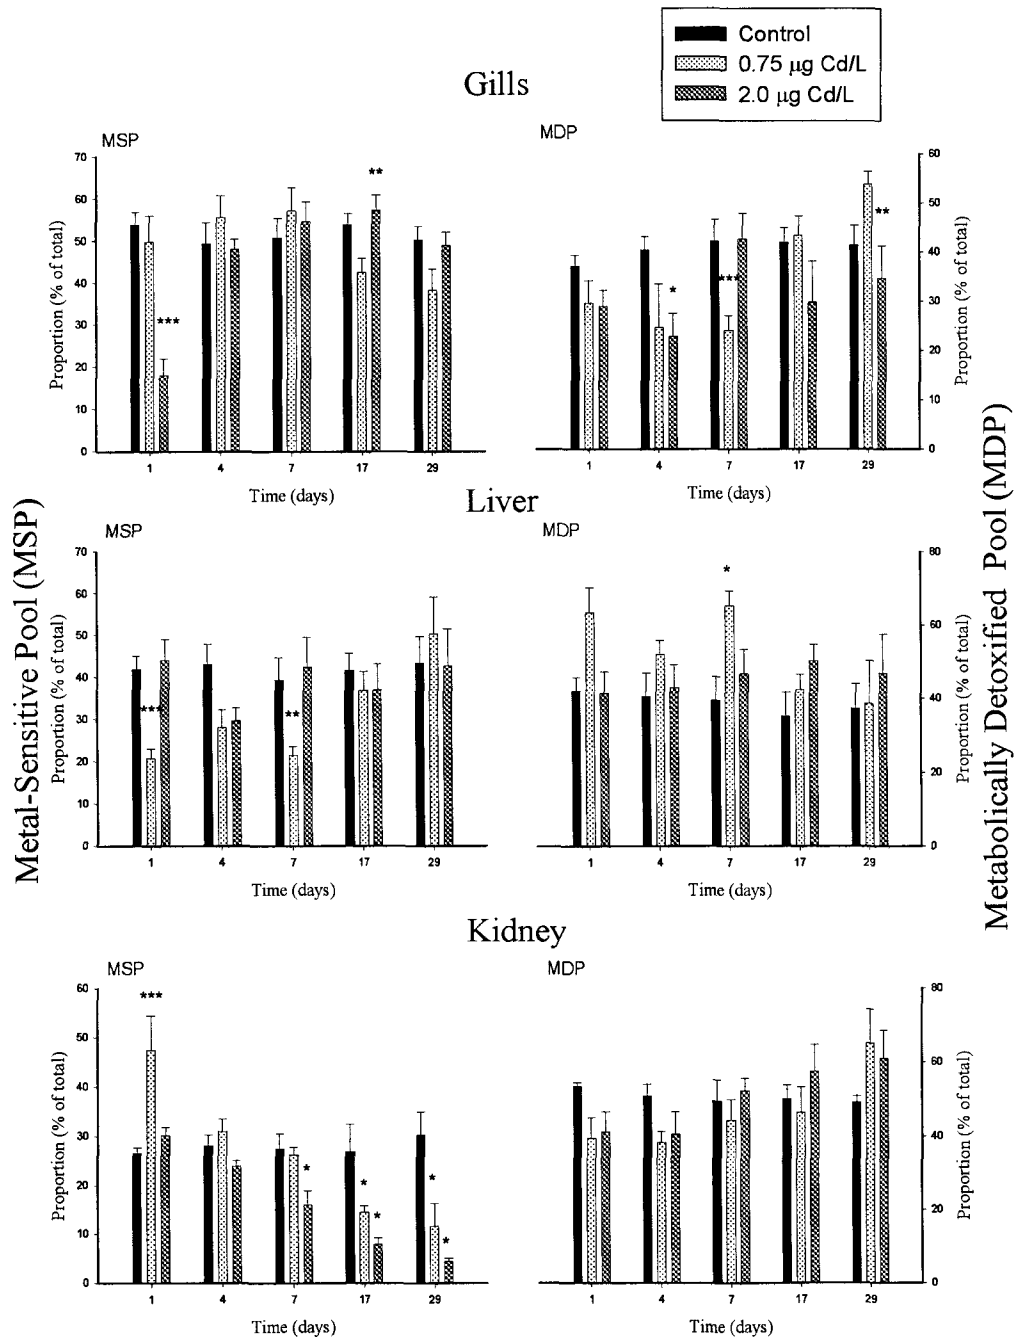 Control
0.75 µg Cd/L
2.0 µg Cd/L
Gills
MSP
70
60
50
40
30
20
10
0
Proportion (% of total)
***
**
1 4 7 17 29
Time (days)
MDP
60
50
40
30
20
10
0
Proportion (% of total)
*
***
**
1 4 7 17 29
Time (days)
Metal-Sensitive Pool (MSP)
Metabolically Detoxified Pool (MDP)
Liver
MSP
70
60
50
40
30
20
10
0
Proportion (% of total)
***
**
1 4 7 17 29
Time (days)
MDP
80
60
40
20
0
Proportion (% of total)
*
1 4 7 17 29
Time (days)
Kidney
MSP
60
50
40
30
20
10
0
Proportion (% of total)
***
*
*
*
*
*
1 4 7 17 29
Time (days)
MDP
80
60
40
20
0
Proportion (% of total)
1 4 7 17 29
Time (days)